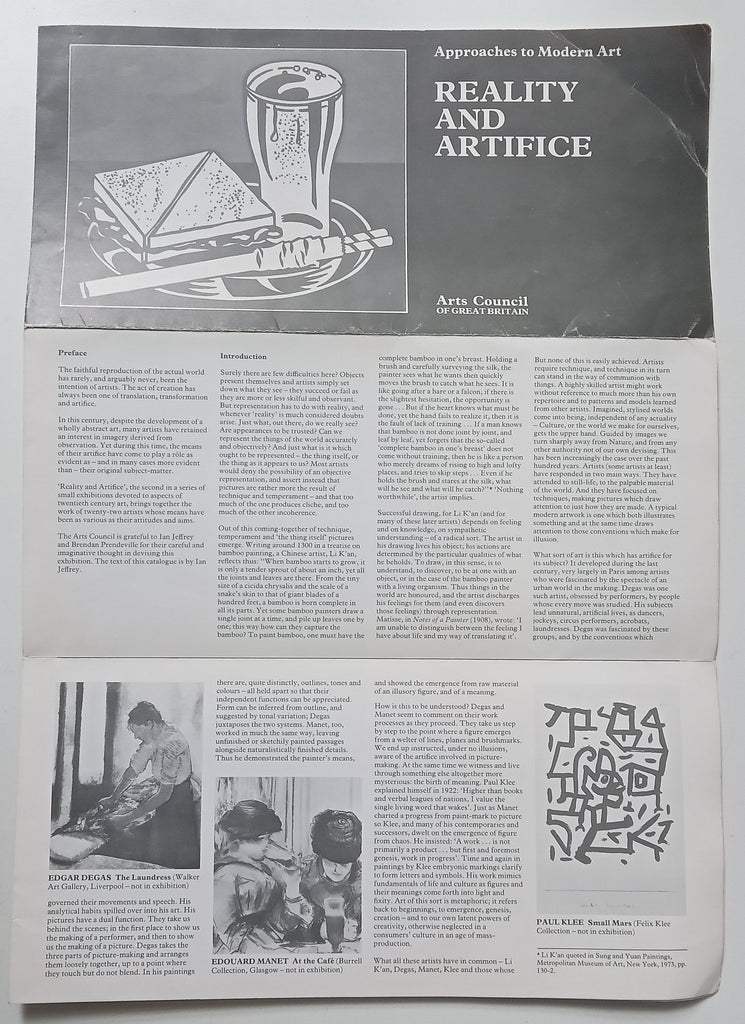 Approaches to Modern Art
REALITY
AND
ARTIFICE
Arts Council
OF GREAT BRITAIN
Preface
The faithful reproduction of the actual world
has rarely, and arguably never, been the
intention of artists. The act of creation has
always been one of translation, transformation
and artifice.
In this century, despite the development of a
wholly abstract art, many artists have retained
an interest in imagery derived from
observation. Yet during this time, the means
of their artifice have come to play a rôle as
evident as – and in many cases more evident
than – their original subject-matter.
'Reality and Artifice', the second in a series of
small exhibitions devoted to aspects of
twentieth century art, brings together the
work of twenty-two artists whose means have
been as various as their attitudes and aims.
The Arts Council is grateful to Ian Jeffrey
and Brendan Prendeville for their careful and
imaginative thought in devising this
exhibition. The text of this catalogue is by Ian
Jeffrey.
Introduction
Surely there are few difficulties here? Objects
present themselves and artists simply set
down what they see – they succeed or fail as
they are more or less skilful and observant.
But representation has to do with reality, and
whenever 'reality' is much considered doubts
arise. Just what, out there, do we really see?
Are appearances to be trusted? Can we
represent the things of the world accurately
and objectively? And just what is it which
ought to be represented – the thing itself, or
the thing as it appears to us? Most artists
would deny the possibility of an objective
representation, and assert instead that
pictures are rather more the result of
technique and temperament – and that too
much of the one produces cliché, and too
much of the other incoherence.
Out of this coming-together of technique,
temperament and 'the thing itself' pictures
emerge. Writing around 1300 in a treatise on
bamboo painting, a Chinese artist, Li K'an,
reflects thus: "When bamboo starts to grow, it
is only a tender sprout of about an inch, yet all
the joints and leaves are there. From the tiny
size of a cicida chrysalis and the scale of a
snake's skin to that of giant blades of a
hundred feet, a bamboo is born complete in
all its parts. Yet some bamboo painters draw a
single joint at a time, and pile up leaves one by
one; this way how can they capture the
bamboo? To paint bamboo, one must have the
complete bamboo in one's breast. Holding a
brush and carefully surveying the silk, the
painter sees what he wants then quickly
moves the brush to catch what he sees. It is
like going after a hare or a falcon; if there is
the slightest hesitation, the opportunity is
gone . . . But if the heart knows what must be
done, yet the hand fails to realize it, then it is
the fault of lack of training . . . If a man knows
that bamboo is not done joint by joint, and
leaf by leaf, yet forgets that the so-called
'complete bamboo in one's breast' does not
come without training, then he is like a person
who merely dreams of rising to high and lofty
places, and tries to skip steps . . . Even if he
holds the brush and stares at the silk, what
will he see and what will he catch?"* 'Nothing
worthwhile', the artist implies.
Successful drawing, for Li K'an (and for
many of these later artists) depends on feeling
and on knowledge, on sympathetic
understanding – of a radical sort. The artist in
his drawing lives his object; his actions are
determined by the particular qualities of what
he beholds. To draw, in this sense, is to
understand, to discover, to be at one with an
object, or in the case of the bamboo painter
with a living organism. Thus things in the
world are honoured, and the artist discharges
his feelings for them (and even discovers
those feelings) through representation.
Matisse, in Notes of a Painter (1908), wrote: 'I
am unable to distinguish between the feeling I
have about life and my way of translating it'.
But none of this is easily achieved. Artists
require technique, and technique in its turn
can stand in the way of communication with
things. A highly skilled artist might work
without reference to much more than his own
repertoire and to patterns and models learned
from other artists. Imagined, stylised worlds
come into being, independent of any actuality
– Culture, or the world we make for ourselves,
gets the upper hand. Guided by images we
turn sharply away from Nature, and from any
other authority not of our own devising. This
has been increasingly the case over the past
hundred years. Artists (some artists at least)
have responded in two main ways. They have
attended to still-life, to the palpable material
of the world. And they have focused on
techniques, making pictures which draw
attention to just how they are made. A typical
modern artwork is one which both illustrates
something and at the same time draws
attention to those conventions which make for
illusion.
What sort of art is this which has artifice for
its subject? It developed during the last
century, very largely in Paris among artists
who were fascinated by the spectacle of an
urban world in the making. Degas was one
such artist, obsessed by performers, by people
whose every move was studied. His subjects
lead unnatural, artificial lives, as dancers,
jockeys, circus performers, acrobats,
laundresses. Degas was fascinated by these
groups, and by the conventions which
EDGAR DEGAS The Laundress (Walker
Art Gallery, Liverpool – not in exhibition)
governed their movements and speech. His
analytical habits spilled over into his art. His
pictures have a dual function. They take us
behind the scenes; in the first place to show us
the making of a performer, and then to show
us the making of a picture. Degas takes the
three parts of picture-making and arranges
them loosely together, up to a point where
they touch but do not blend. In his paintings
there are, quite distinctly, outlines, tones and
colours – all held apart so that their
independent functions can be appreciated.
Form can be inferred from outline, and
suggested by tonal variation; Degas
juxtaposes the two systems. Manet, too,
worked in much the same way, leaving
unfinished or sketchily painted passages
alongside naturalistically finished details.
Thus he demonstrated the painter's means,
EDOUARD MANET At the Café (Burrell
Collection, Glasgow – not in exhibition)
and showed the emergence from raw material
of an illusory figure, and of a meaning.
How is this to be understood? Degas and
Manet seem to comment on their work
processes as they proceed. They take us step
by step to the point where a figure emerges
from a welter of lines, planes and brushmarks.
We end up instructed, under no illusions,
aware of the artifice involved in picture-
making. At the same time we witness and live
through something else altogether more
mysterious: the birth of meaning. Paul Klee
explained himself in 1922: 'Higher than books
and verbal leagues of nations, I value the
single living word that wakes'. Just as Manet
charted a progress from paint-mark to picture
so Klee, and many of his contemporaries and
successors, dwelt on the emergence of figure
from chaos. He insisted: 'A work . . . is not
primarily a product . . . but first and foremost
genesis, work in progress'. Time and again in
paintings by Klee embryonic markings clarify
to form letters and symbols. His work mimics
fundamentals of life and culture as figures and
their meanings come forth into light and
fixity. Art of this sort is metaphoric; it refers
back to beginnings, to emergence, genesis,
creation – and to our own latent powers of
creativity, otherwise neglected in a
consumers' culture in an age of mass-
production.
What all these artists have in common – Li
K'an, Degas, Manet, Klee and those whose
PAUL KLEE Small Mars (Felix Klee
Collection – not in exhibition)
* Li K'an quoted in Sung and Yuan Paintings,
Metropolitan Museum of Art, New York, 1973, pp.
130-2.